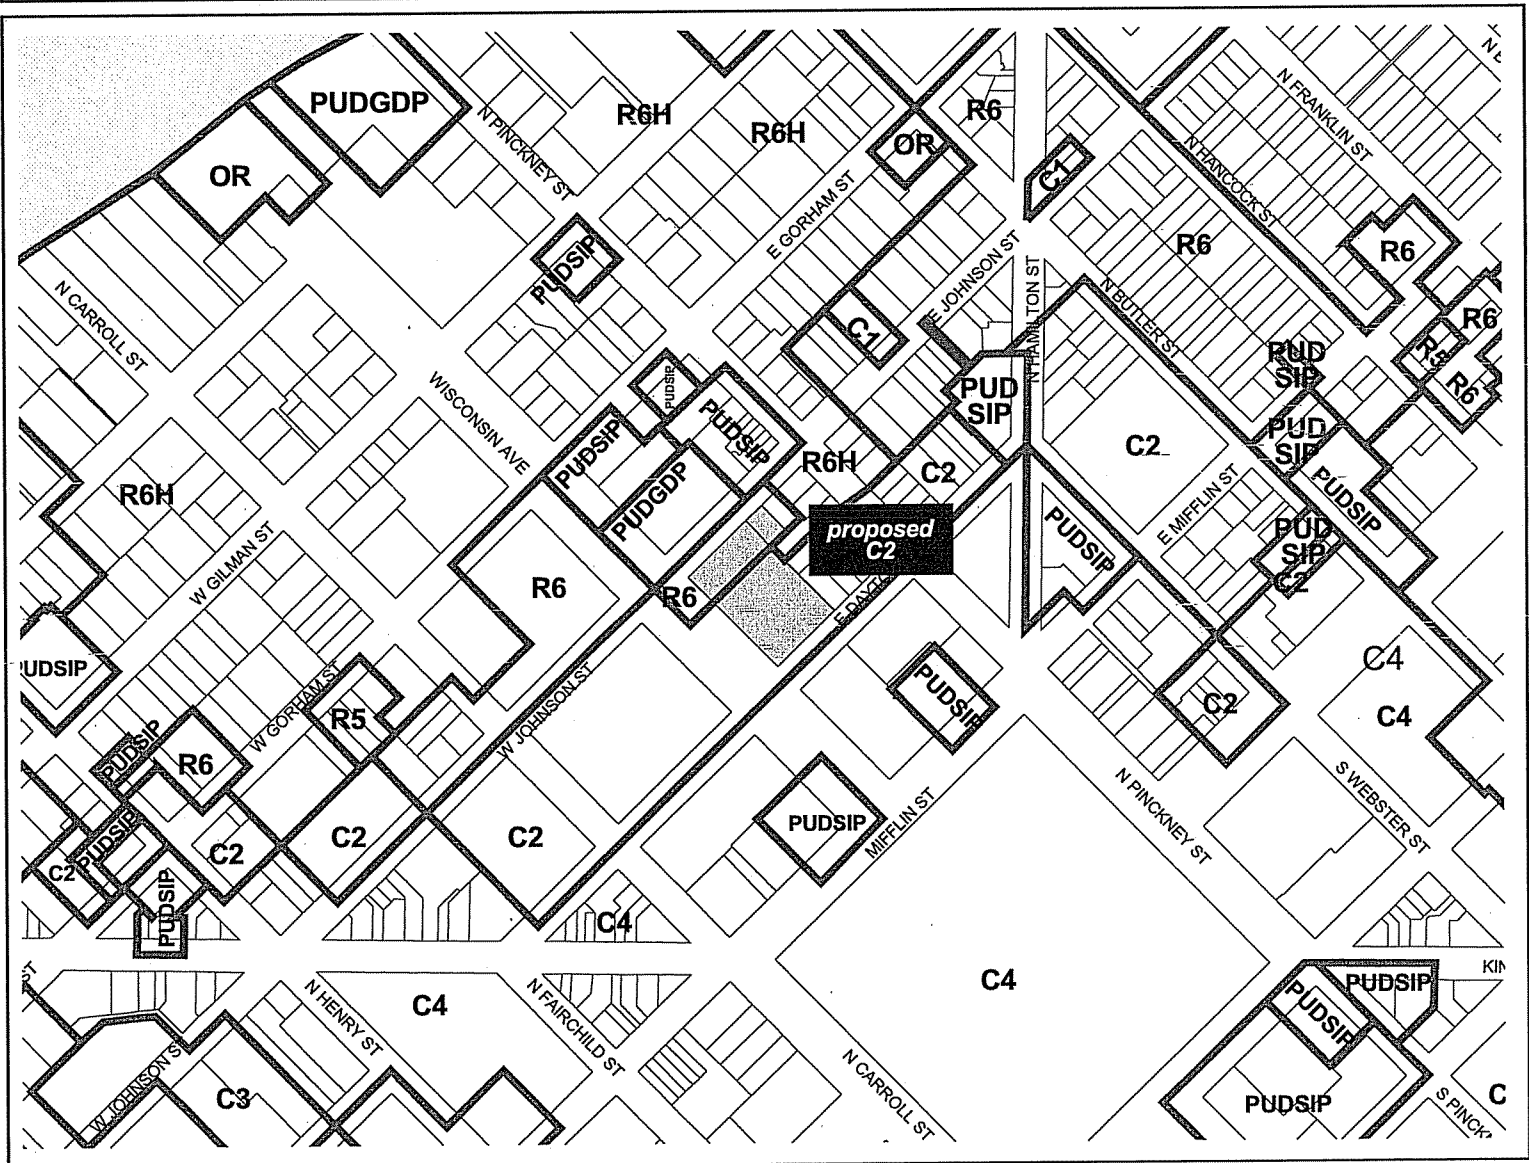 PUDGDP
R6H
R6H
R6
OR
OR
C1
N PINCKNEY ST
E GORHAM ST
N FRANKLIN ST
N HANCOCK ST
R6
R6
PUDSIP
N CARROLL ST
C1
E JOHNSON ST
N HAMILTON ST
N BUTLER ST
R6
R5
R6
PUD
SIP
PUDSIP
WISCONSIN AVE
PUDSIP
PUDSIP
PUD
SIP
C2
PUD
SIP
R6H
PUDGDP
R6H
C2
PUDSIP
E MIFFLIN ST
PUDSIP
PUD
SIP
C2
proposed
C2
W GILMAN ST
R6
R6
PUDSIP
PUDSIP
C4
C2
C4
W GORHAM ST
R5
W JOHNSON ST
PUDSIP
R6
C2
C2
C2
PUDSIP
C2
PUDSIP
PUDSIP
MIFFLIN ST
N PINCKNEY ST
S WEBSTER ST
C4
C4
C4
N HENRY ST
N FAIRCHILD ST
N CARROLL ST
W JOHNSON S
C3
PUDSIP
PUDSIP
PUDSIP
KIN
S PINCK
C